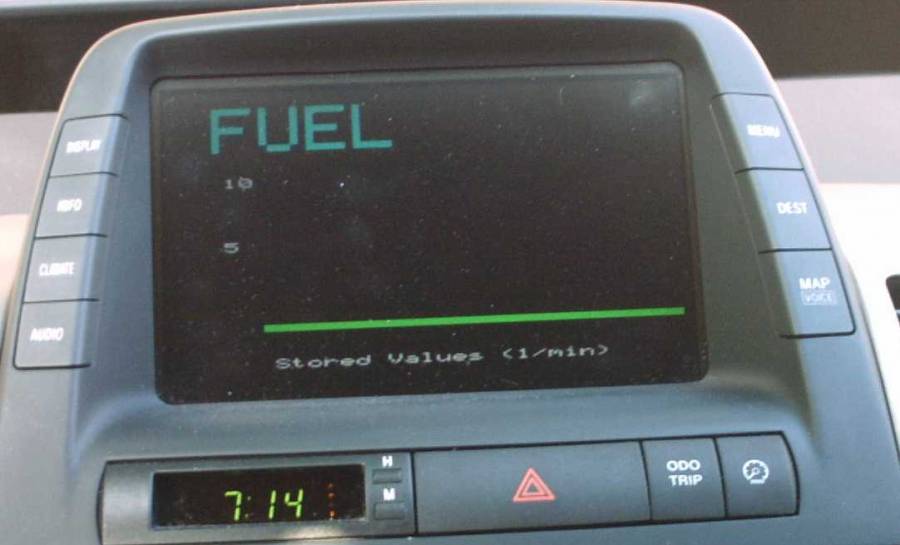 FUEL
10
5
Stored Values (1/min)
DISPLAY
INFO
CLIMATE
AUDIO
MENU
DEST
MAP
VOICE
7:14
H
M
ODO
TRIP